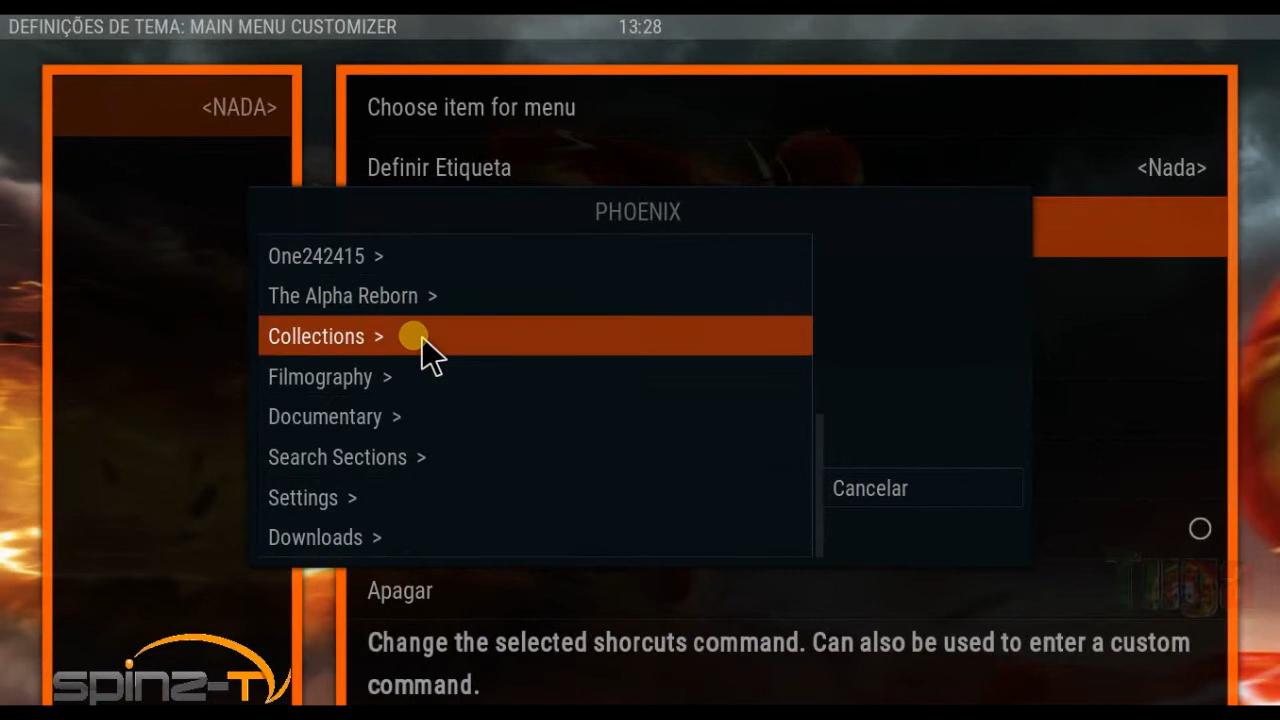 DEFINIÇÕES DE TEMA: MAIN MENU CUSTOMIZER
13:28
<NADA>
Choose item for menu
Definir Etiqueta
<Nada>
PHOENIX
One242415 >
The Alpha Reborn >
Collections >
Filmography >
Documentary >
Search Sections >
Settings >
Downloads >
Cancelar
Apagar
Change the selected shorcuts command. Can also be used to enter a custom
command.
spinz-TV